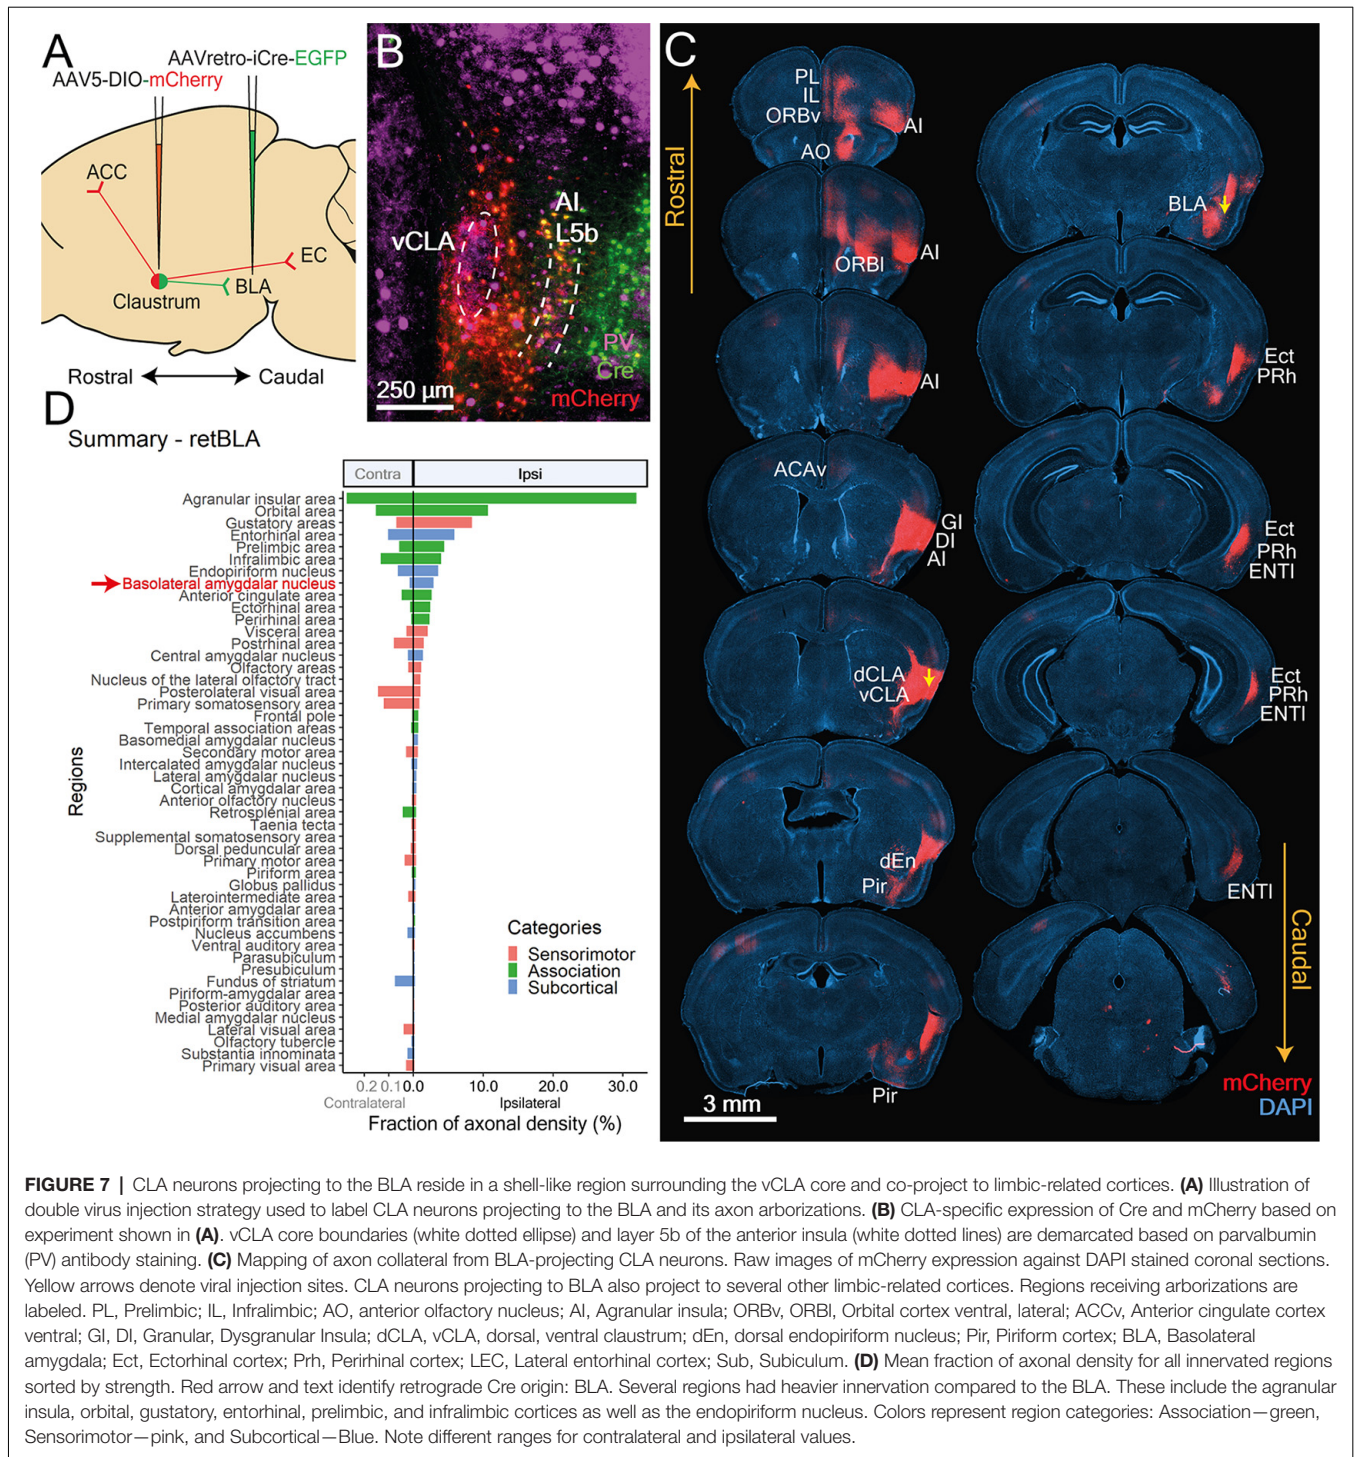 A
AAVretro-iCre-EGFP
AAV5-DIO-mCherry
ACC
EC
BLA
Claustrum
Rostral
Caudal
B
AI
L5b
vCLA
PV
Cre
mCherry
250 µm
C
Rostral
PL
IL
ORBv
AI
AO
AI
ORBl
AI
ACAv
GI
DI
AI
dCLA
vCLA
dEn
Pir
Pir
3 mm
BLA
Ect
PRh
Ect
PRh
ENTl
Ect
PRh
ENTl
ENTl
Caudal
mCherry
DAPI
D
Summary - retBLA
Contra
Ipsi
Agranular insular area
Orbital area
Gustatory areas
Entorhinal area
Prelimbic area
Infralimbic area
Endopiriform nucleus
Basolateral amygdalar nucleus
Anterior cingulate area
Ectorhinal area
Perirhinal area
Visceral area
Postrhinal area
Central amygdalar nucleus
Olfactory areas
Nucleus of the lateral olfactory tract
Posterolateral visual area
Primary somatosensory area
Frontal pole
Temporal association areas
Basomedial amygdalar nucleus
Secondary motor area
Intercalated amygdalar nucleus
Lateral amygdalar nucleus
Cortical amygdalar area
Anterior olfactory nucleus
Retrosplenial area
Taenia tecta
Supplemental somatosensory area
Dorsal peduncular area
Primary motor area
Piriform area
Globus pallidus
Laterointermediate area
Anterior amygdalar area
Postpiriform transition area
Nucleus accumbens
Ventral auditory area
Parasubiculum
Presubiculum
Fundus of striatum
Piriform-amygdalar area
Posterior auditory area
Medial amygdalar nucleus
Lateral visual area
Olfactory tubercle
Substantia innominata
Primary visual area
Regions
Categories
Sensorimotor
Association
Subcortical
0.2 0.1 0.0 10.0 20.0 30.0
Contralateral Ipsilateral
Fraction of axonal density (%)
FIGURE 7 | CLA neurons projecting to the BLA reside in a shell-like region surrounding the vCLA core and co-project to limbic-related cortices. (A) Illustration of
double virus injection strategy used to label CLA neurons projecting to the BLA and its axon arborizations. (B) CLA-specific expression of Cre and mCherry based on
experiment shown in (A). vCLA core boundaries (white dotted ellipse) and layer 5b of the anterior insula (white dotted lines) are demarcated based on parvalbumin
(PV) antibody staining. (C) Mapping of axon collateral from BLA-projecting CLA neurons. Raw images of mCherry expression against DAPI stained coronal sections.
Yellow arrows denote viral injection sites. CLA neurons projecting to BLA also project to several other limbic-related cortices. Regions receiving arborizations are
labeled. PL, Prelimbic; IL, Infralimbic; AO, anterior olfactory nucleus; AI, Agranular insula; ORBv, ORBl, Orbital cortex ventral, lateral; ACCv, Anterior cingulate cortex
ventral; GI, DI, Granular, Dysgranular Insula; dCLA, vCLA, dorsal, ventral claustrum; dEn, dorsal endopiriform nucleus; Pir, Piriform cortex; BLA, Basolateral
amygdala; Ect, Ectorhinal cortex; Prh, Perirhinal cortex; LEC, Lateral entorhinal cortex; Sub, Subiculum. (D) Mean fraction of axonal density for all innervated regions
sorted by strength. Red arrow and text identify retrograde Cre origin: BLA. Several regions had heavier innervation compared to the BLA. These include the agranular
insula, orbital, gustatory, entorhinal, prelimbic, and infralimbic cortices as well as the endopiriform nucleus. Colors represent region categories: Association—green,
Sensorimotor—pink, and Subcortical—Blue. Note different ranges for contralateral and ipsilateral values.